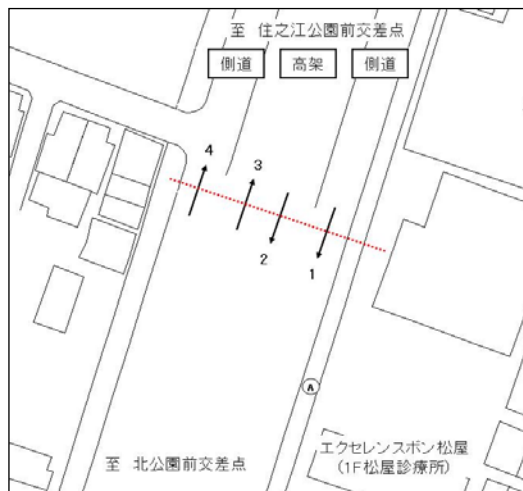 至 住之江公園前交差点
側道 高架 側道
4
3
2
1
A
エクセレンスポン松屋
(1F松屋診療所)
至 北公園前交差点